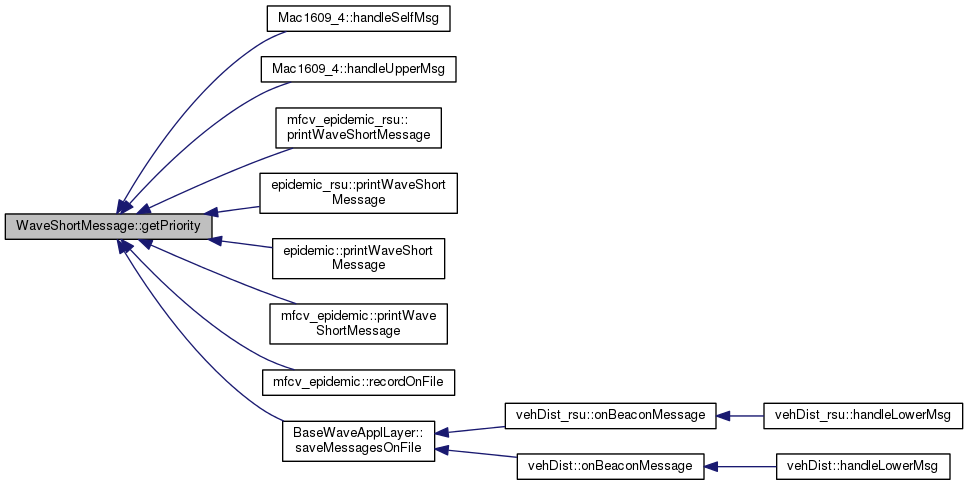 Mac1609_4::handleSelfMsg
Mac1609_4::handleUpperMsg
mfcv_epidemic_rsu::
printWaveShortMessage
epidemic_rsu::printWaveShort
Message
WaveShortMessage::getPriority
epidemic::printWaveShort
Message
mfcv_epidemic::printWave
ShortMessage
mfcv_epidemic::recordOnFile
BaseWaveApplLayer::
saveMessagesOnFile
vehDist_rsu::onBeaconMessage
vehDist_rsu::handleLowerMsg
vehDist::onBeaconMessage
vehDist::handleLowerMsg